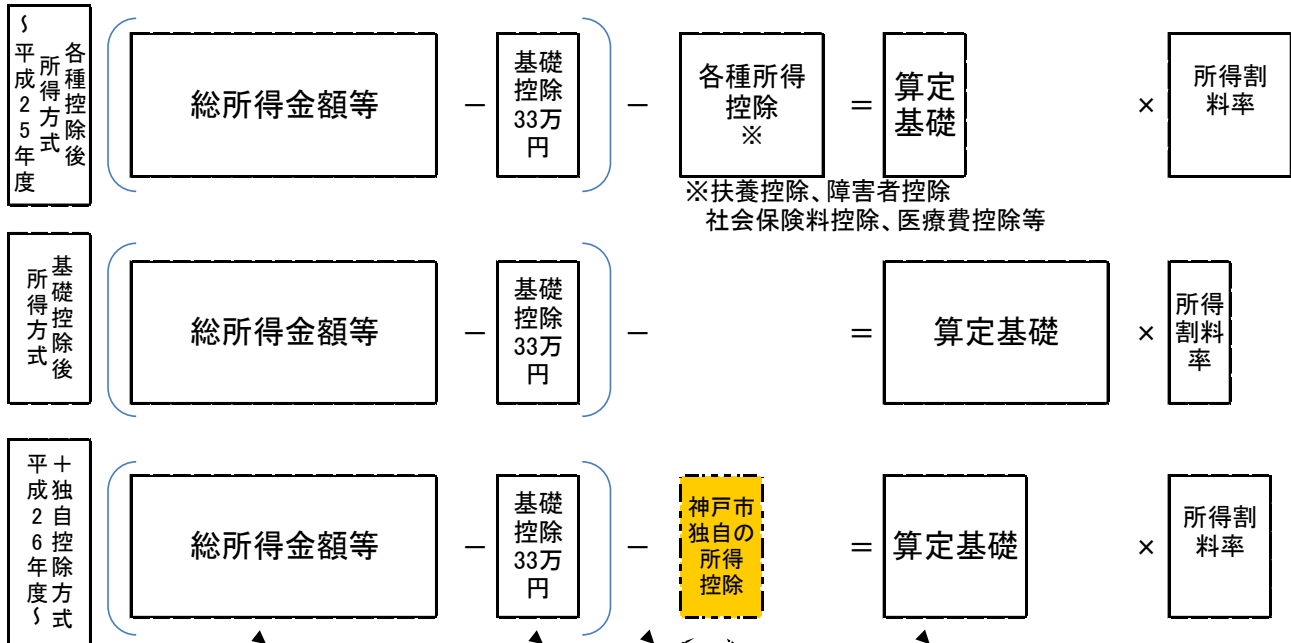 ～平成25年度
各種控除後
所得方式
総所得金額等
－
基礎
控除
33万
円
－
各種所得
控除
※
＝
算定
基礎
×
所得割
料率
※扶養控除、障害者控除
社会保険料控除、医療費控除等
基礎控除後
所得方式
総所得金額等
－
基礎
控除
33万
円
－
＝
算定基礎
×
所得
割料
率
＋独自控除方式
平成26年度～
総所得金額等
－
基礎
控除
33万
円
－
神戸市
独自の
所得
控除
＝
算定基礎
×
所得割
料率